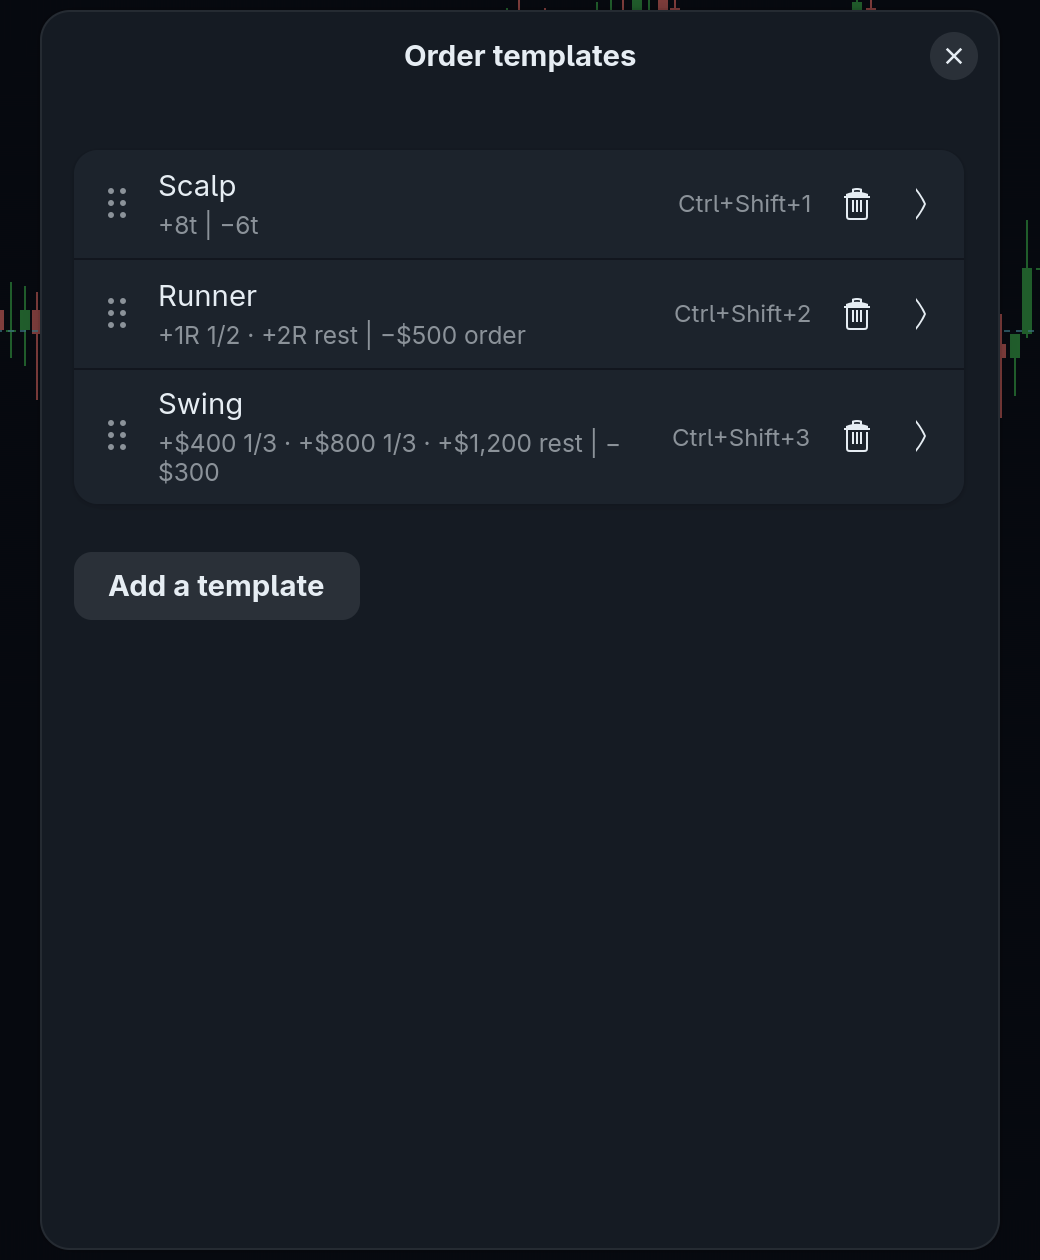 Order templates
Scalp
+8t | −6t
Ctrl+Shift+1
Runner
+1R 1/2 · +2R rest | −$500 order
Ctrl+Shift+2
Swing
+$400 1/3 · +$800 1/3 · +$1,200 rest | −
$300
Ctrl+Shift+3
Add a template